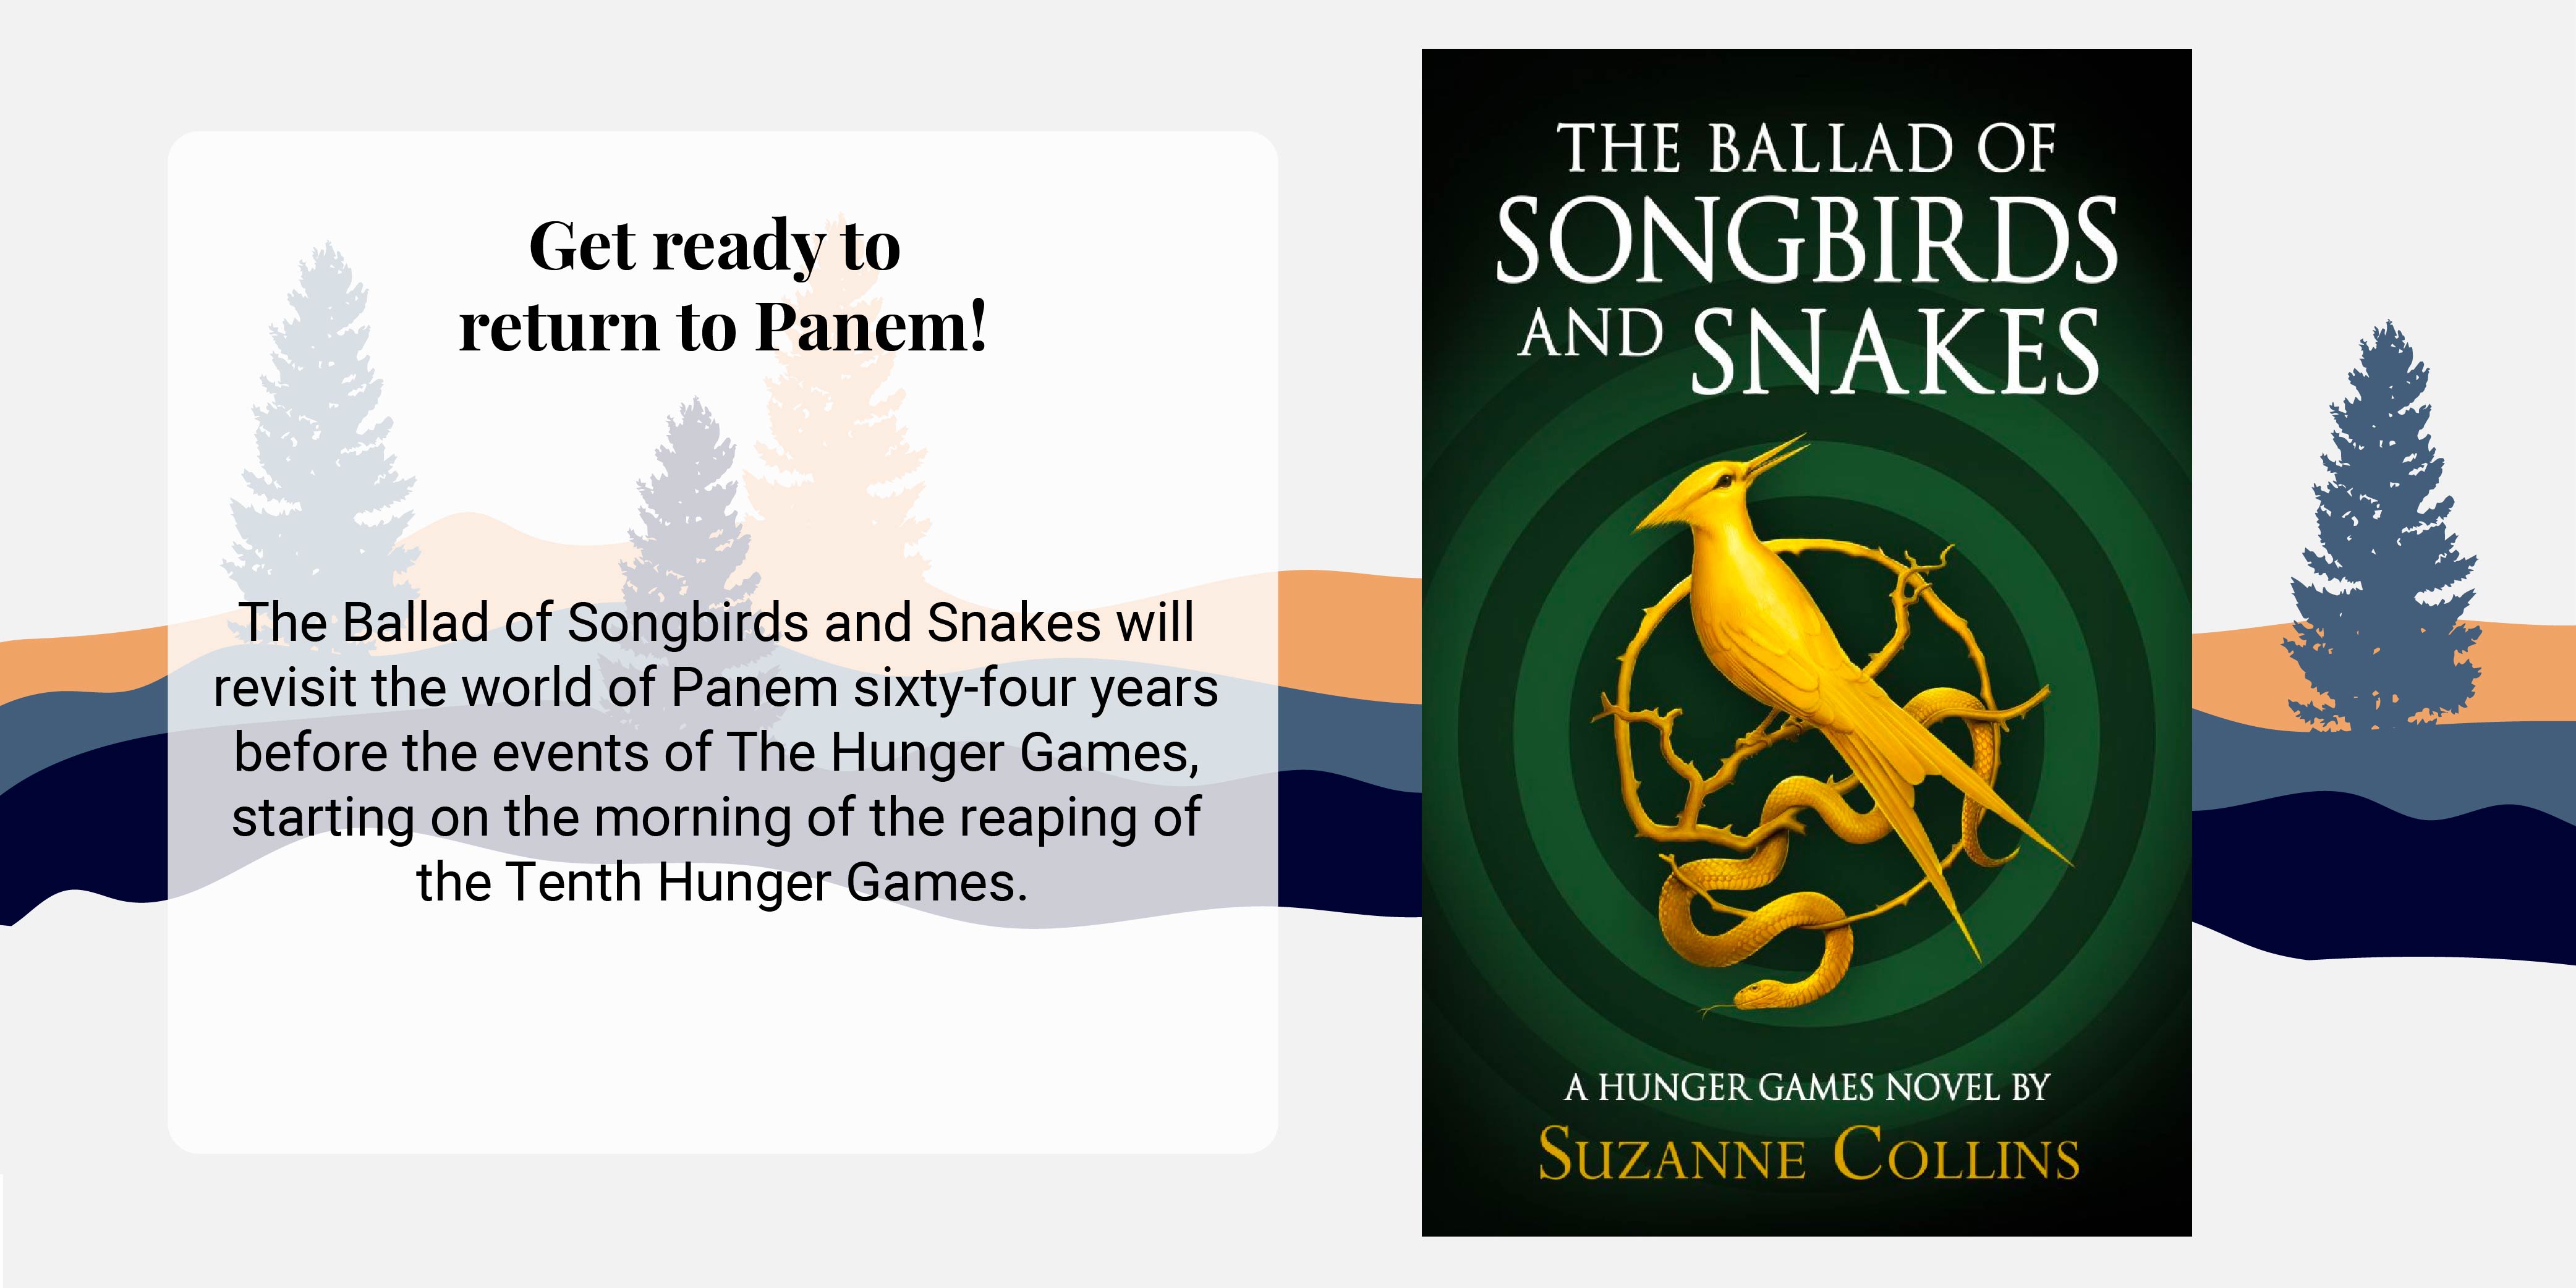 Get ready to
return to Panem!
The Ballad of Songbirds and Snakes will
revisit the world of Panem sixty-four years
before the events of The Hunger Games,
starting on the morning of the reaping of
the Tenth Hunger Games.
THE BALLAD OF
SONGBIRDS
AND SNAKES
A HUNGER GAMES NOVEL BY
SUZANNE COLLINS